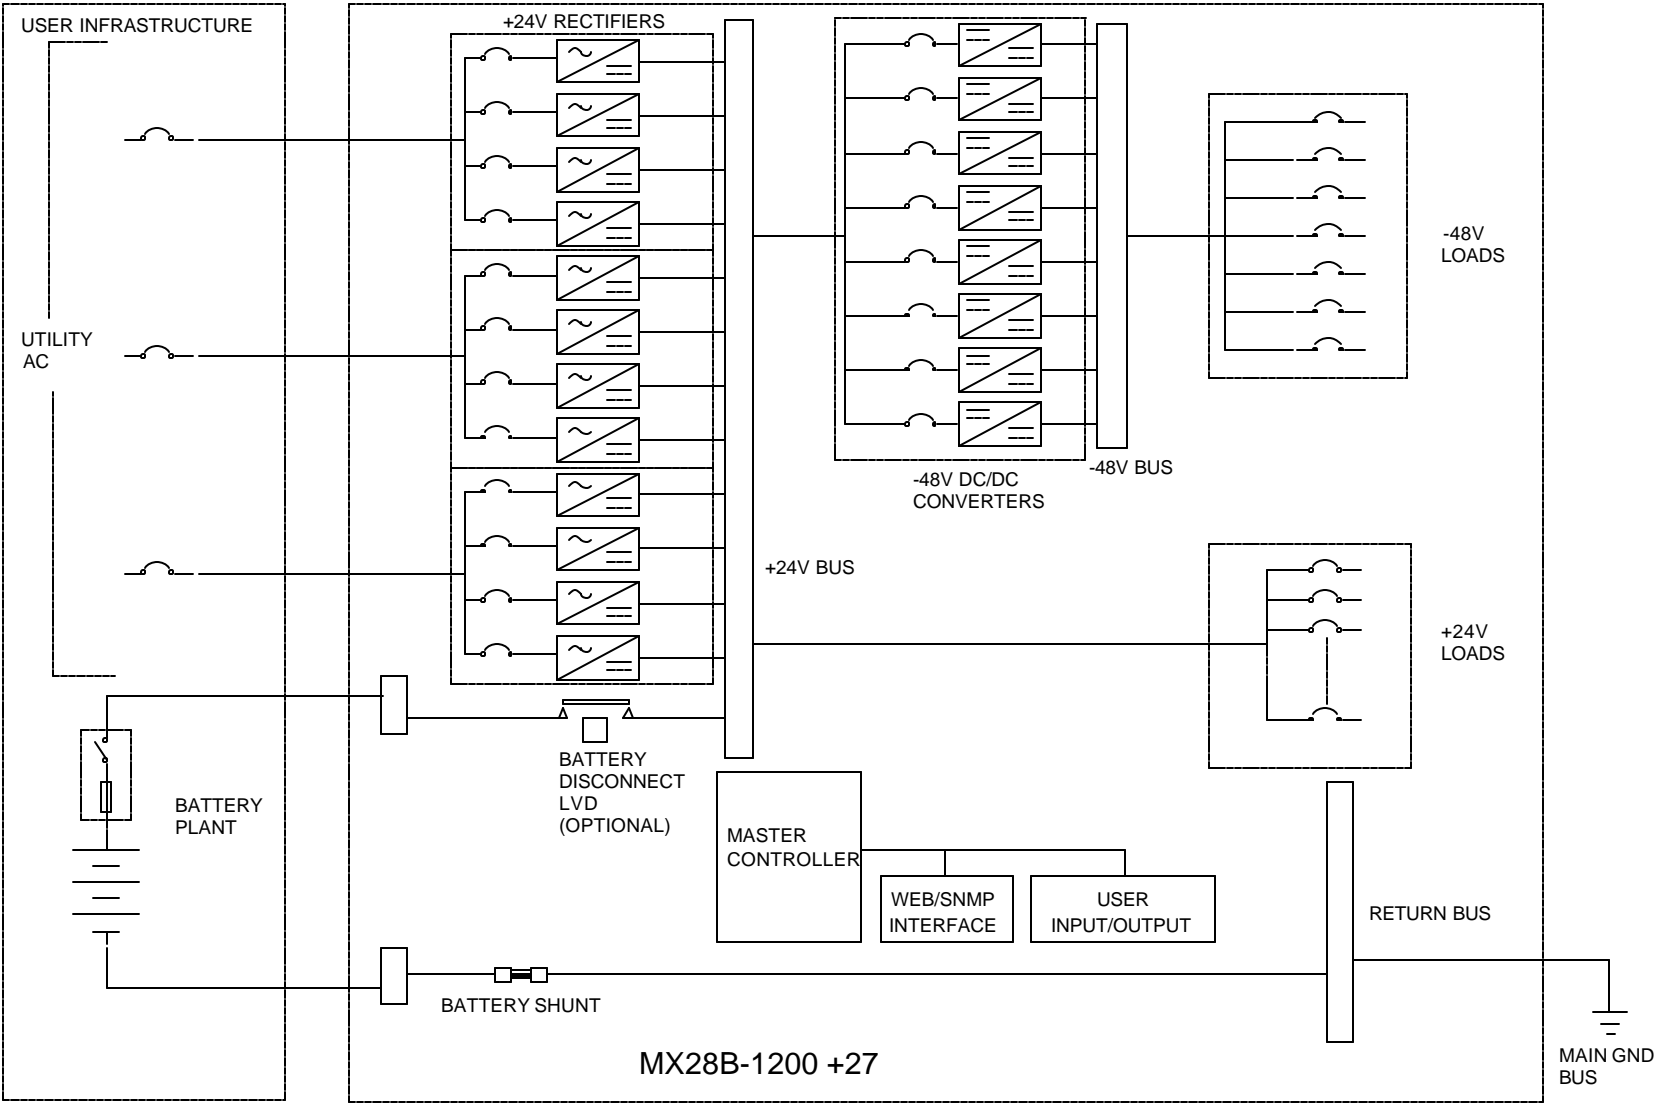 USER INFRASTRUCTURE
+24V RECTIFIERS
UTILITY
AC
-48V
LOADS
-48V BUS
-48V DC/DC
CONVERTERS
+24V BUS
+24V
LOADS
BATTERY
DISCONNECT
LVD
(OPTIONAL)
BATTERY
PLANT
MASTER
CONTROLLER
WEB/SNMP
INTERFACE
USER
INPUT/OUTPUT
RETURN BUS
BATTERY SHUNT
MX28B-1200 +27
MAIN GND
BUS